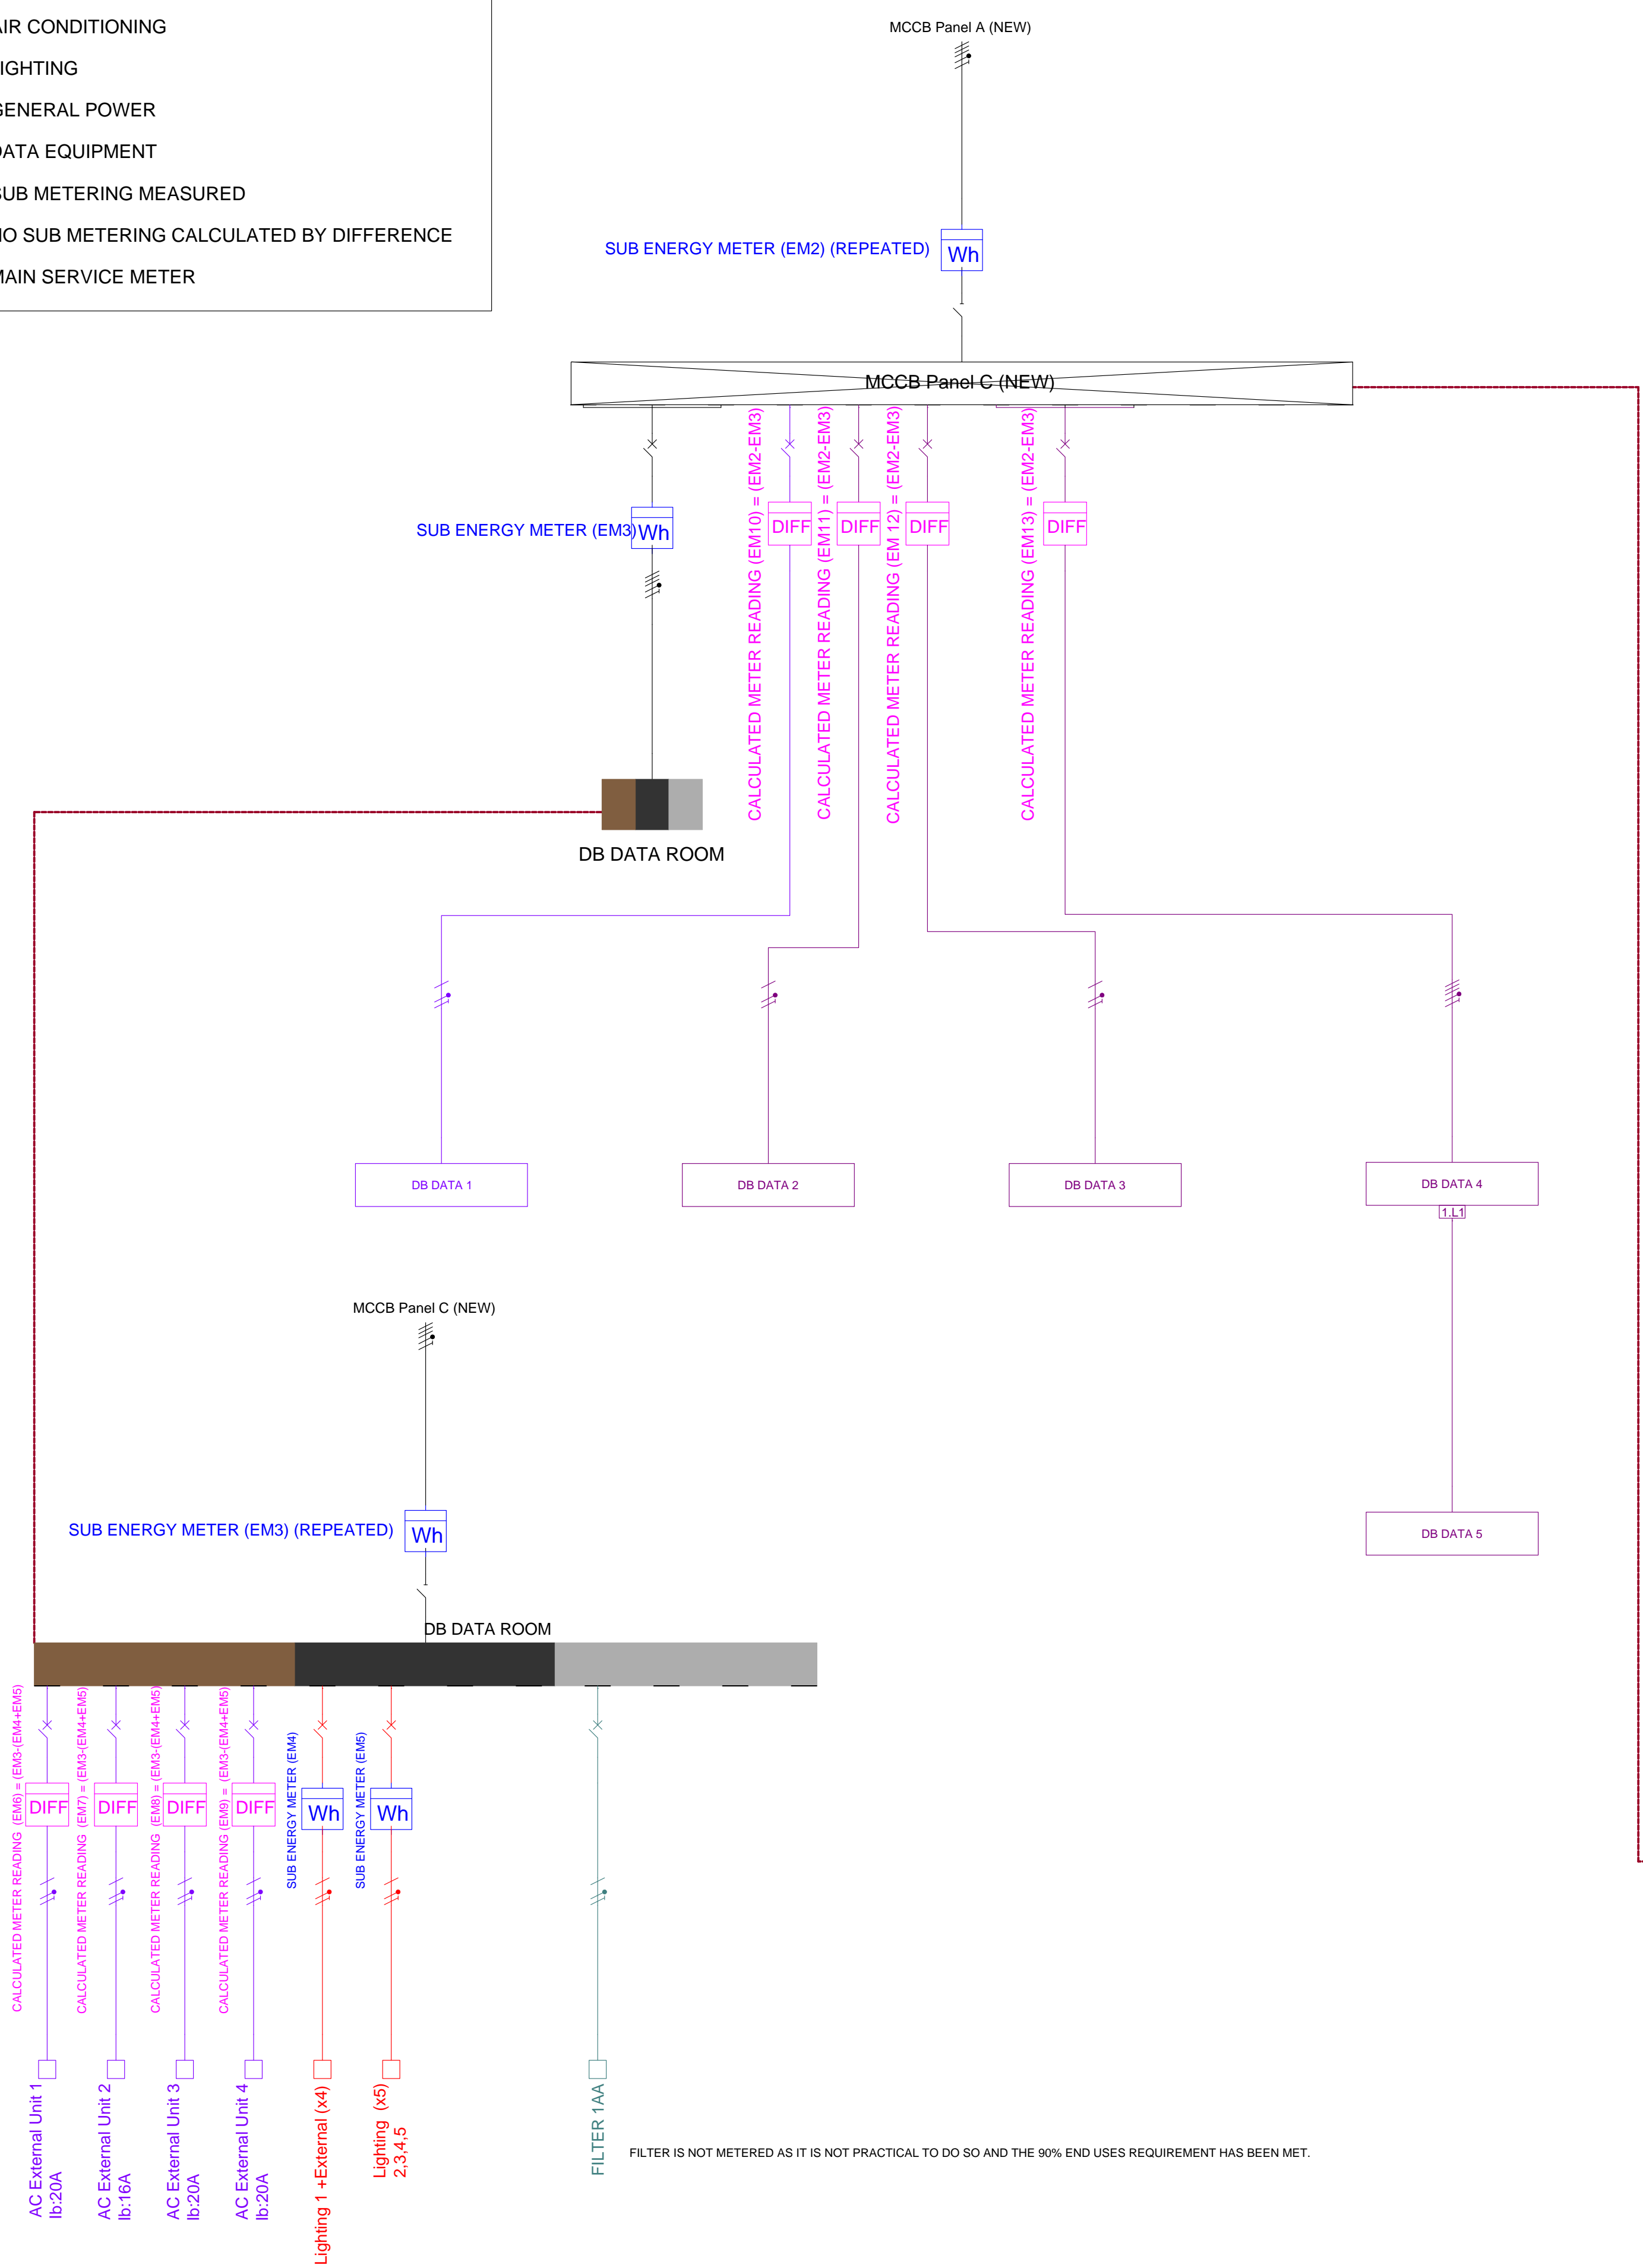 AIR CONDITIONING
LIGHTING
GENERAL POWER
DATA EQUIPMENT
SUB METERING MEASURED
NO SUB METERING CALCULATED BY DIFFERENCE
MAIN SERVICE METER
MCCB Panel A (NEW)
SUB ENERGY METER (EM2) (REPEATED)
Wh
MCCB Panel C (NEW)
SUB ENERGY METER (EM3)
Wh
CALCULATED METER READING (EM10) = (EM2-EM3)
DIFF
CALCULATED METER READING (EM11) = (EM2-EM3)
DIFF
CALCULATED METER READING (EM 12) = (EM2-EM3)
DIFF
CALCULATED METER READING (EM13) = (EM2-EM3)
DIFF
DB DATA ROOM
DB DATA 1
DB DATA 2
DB DATA 3
DB DATA 4
1.L1
DB DATA 5
MCCB Panel C (NEW)
SUB ENERGY METER (EM3) (REPEATED)
Wh
DB DATA ROOM
CALCULATED METER READING (EM6) = (EM3-(EM4+EM5)
DIFF
CALCULATED METER READING (EM7) = (EM3-(EM4+EM5)
DIFF
CALCULATED METER READING (EM8) = (EM3-(EM4+EM5)
DIFF
CALCULATED METER READING (EM9) = (EM3-(EM4+EM5)
DIFF
SUB ENERGY METER (EM4)
Wh
SUB ENERGY METER (EM5)
Wh
AC External Unit 1
Ib:20A
AC External Unit 2
Ib:16A
AC External Unit 3
Ib:20A
AC External Unit 4
Ib:20A
Lighting 1 +External (x4)
Lighting (x5)
2,3,4,5
FILTER 1AA
FILTER IS NOT METERED AS IT IS NOT PRACTICAL TO DO SO AND THE 90% END USES REQUIREMENT HAS BEEN MET.